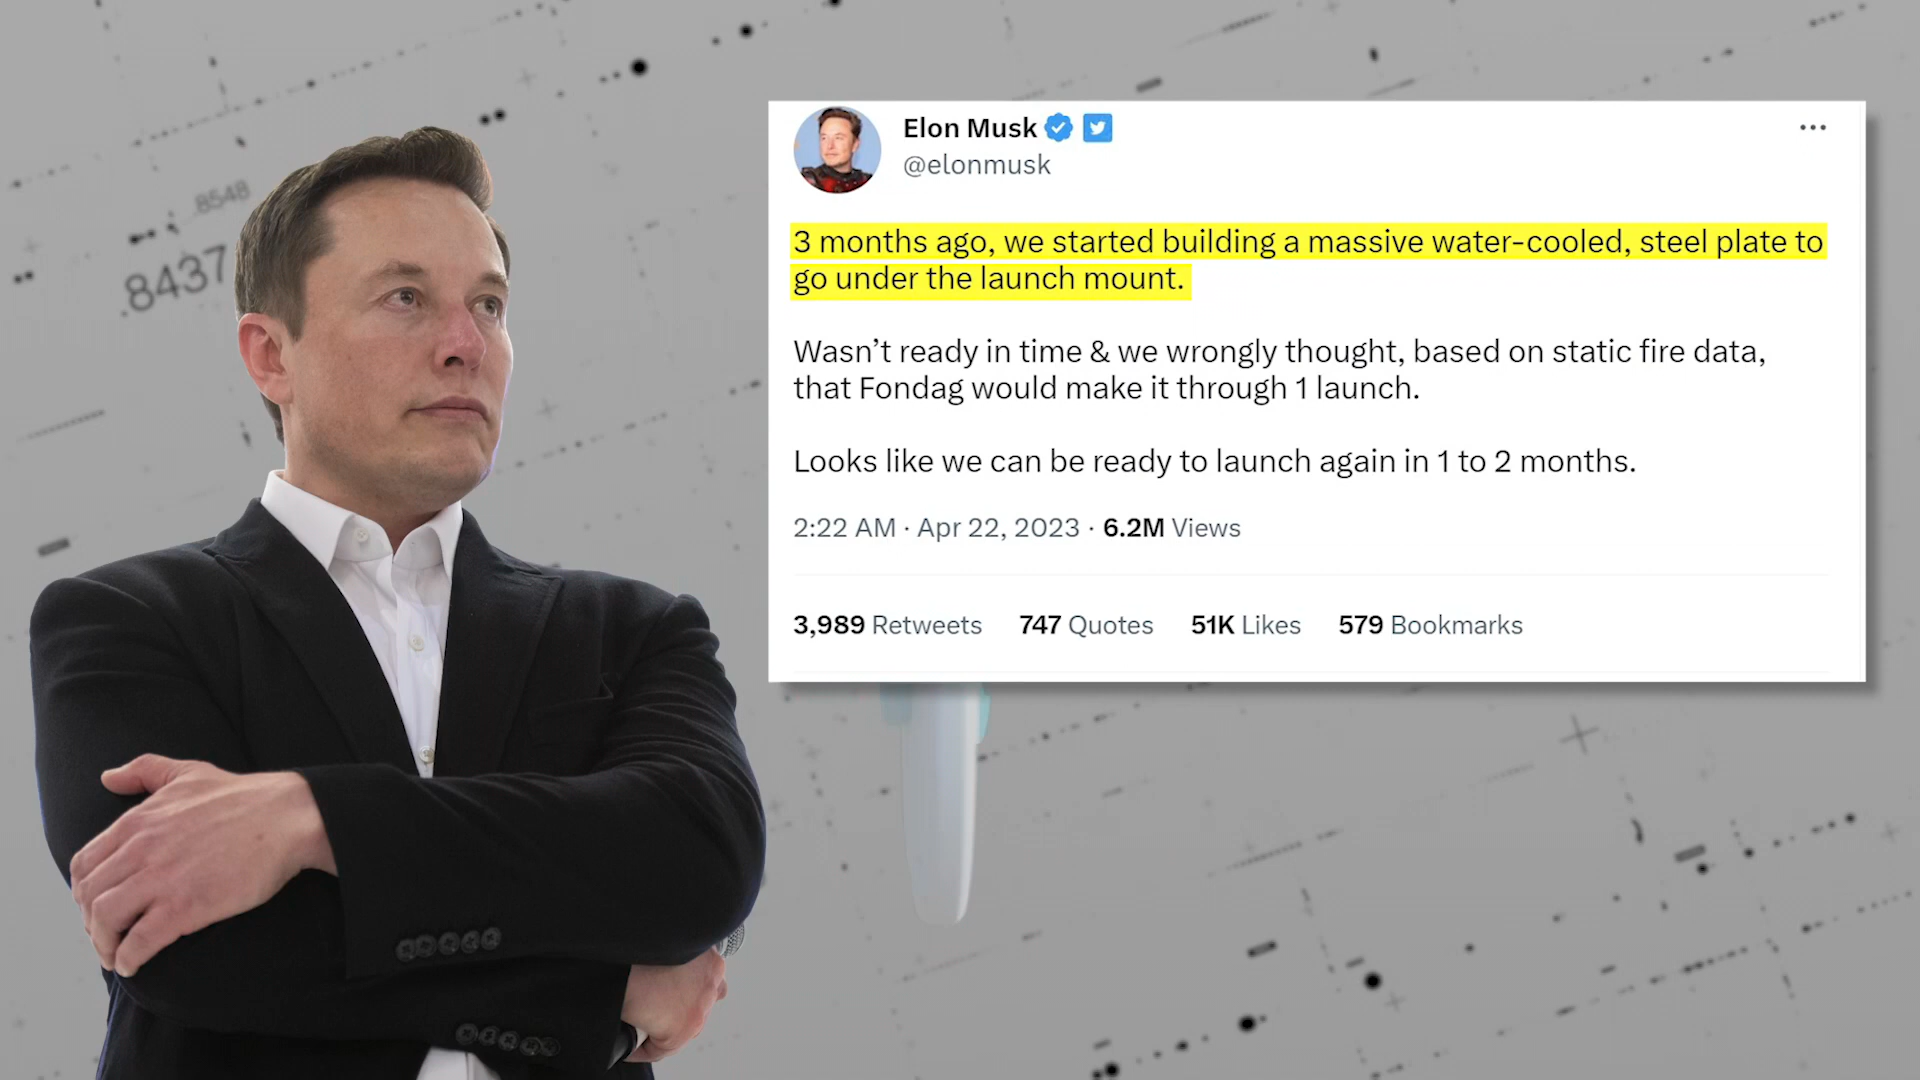 8548
.8437
Elon Musk
@elonmusk
3 months ago, we started building a massive water-cooled, steel plate to
go under the launch mount.
Wasn’t ready in time & we wrongly thought, based on static fire data,
that Fondag would make it through 1 launch.
Looks like we can be ready to launch again in 1 to 2 months.
2:22 AM · Apr 22, 2023 · 6.2M Views
3,989 Retweets 747 Quotes 51K Likes 579 Bookmarks